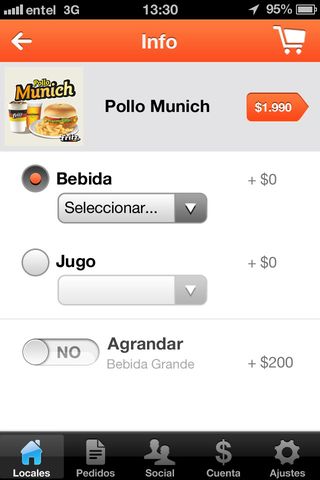 entel 3G 13:30 95%
Info
Pollo
Munich
Fritz
Pollo Munich
$1.990
Bebida + $0
Seleccionar...
Jugo + $0
NO Agrandar
Bebida Grande + $200
Locales Pedidos Social Cuenta Ajustes